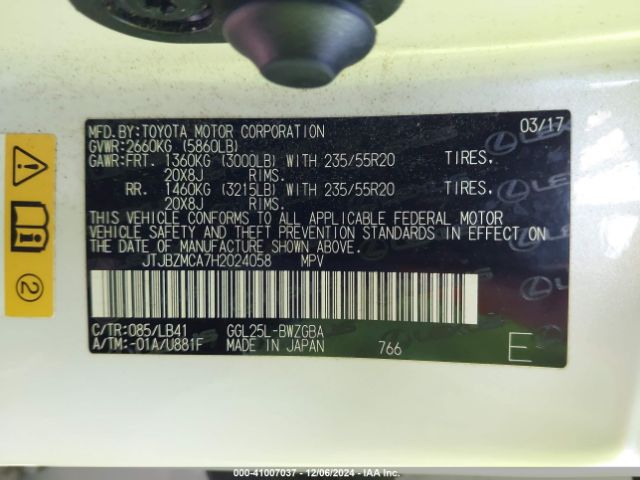 MFD. BY:TOYOTA MOTOR CORPORATION 03/17
GVWR:2660KG (5860LB)
GAWR:FRT. 1360KG (3000LB) WITH 235/55R20 TIRES.
20X8J RIMS.
RR. 1460KG (3215LB) WITH 235/55R20 TIRES.
20X8J RIMS.
THIS VEHICLE CONFORMS TO ALL APPLICABLE FEDERAL MOTOR
VEHICLE SAFETY AND THEFT PREVENTION STANDARDS IN EFFECT ON
THE DATE OF MANUFACTURE SHOWN ABOVE.
JTJBZMCA7H2024058 MPV
C/TR:085/LB41 GGL25L-BWZGBA
A/TM:-01A/U881F MADE IN JAPAN 766 E
2
LEXUS
000-41007037 - 12/06/2024 - IAA Inc.